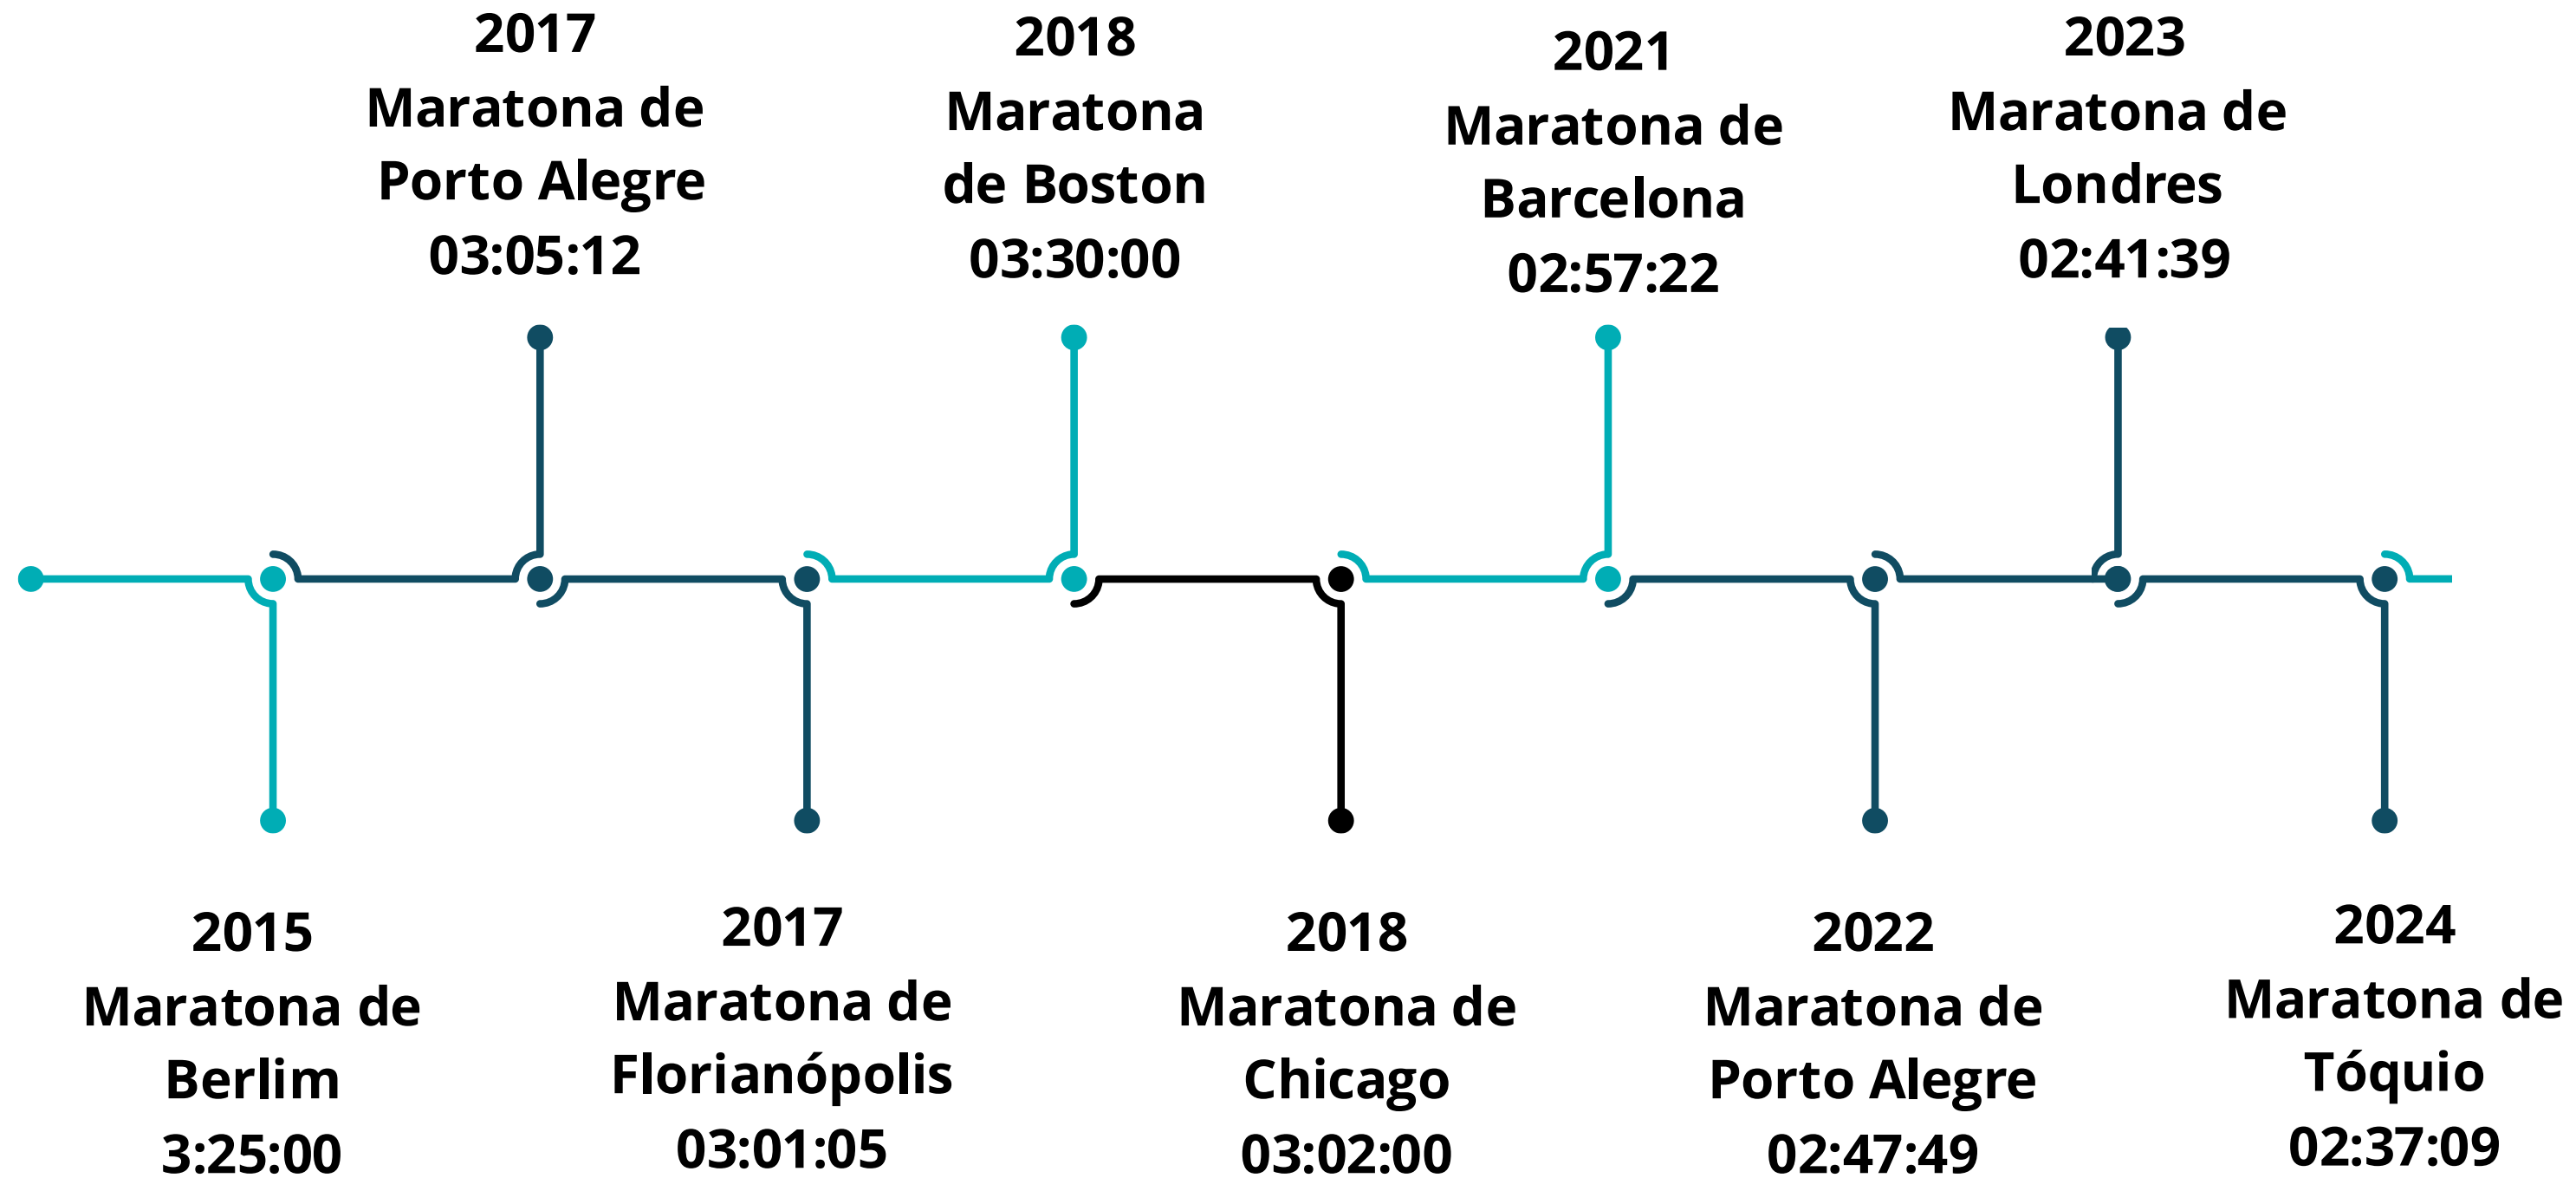 2017
Maratona de
Porto Alegre
03:05:12
2018
Maratona
de Boston
03:30:00
2021
Maratona de
Barcelona
02:57:22
2023
Maratona de
Londres
02:41:39
2015
Maratona de
Berlim
3:25:00
2017
Maratona de
Florianópolis
03:01:05
2018
Maratona de
Chicago
03:02:00
2022
Maratona de
Porto Alegre
02:47:49
2024
Maratona de
Tóquio
02:37:09